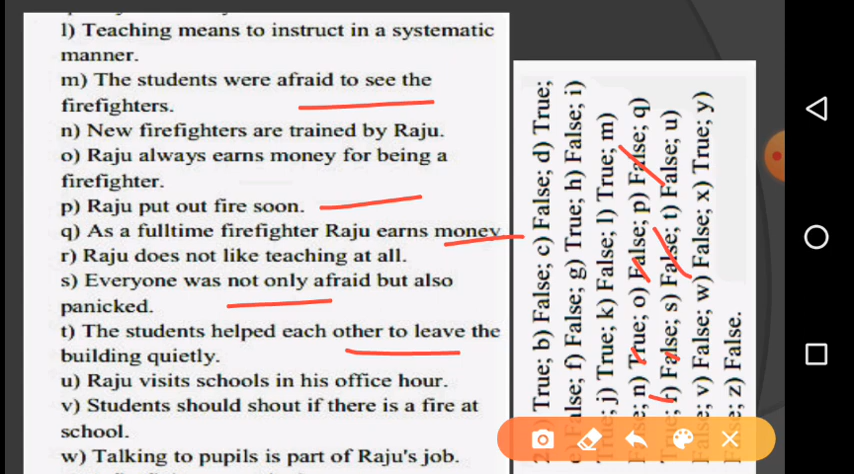 l) Teaching means to instruct in a systematic
manner.
m) The students were afraid to see the
firefighters.
n) New firefighters are trained by Raju.
o) Raju always earns money for being a
firefighter.
p) Raju put out fire soon.
q) As a fulltime firefighter Raju earns money
r) Raju does not like teaching at all.
s) Everyone was not only afraid but also
panicked.
t) The students helped each other to leave the
building quietly.
u) Raju visits schools in his office hour.
v) Students should shout if there is a fire at
school.
w) Talking to pupils is part of Raju's job.
True; b) False; c) False; d) True;
f) False; g) True; h) False; i)
True; j) True; k) False; l) True; m)
n) True; o) False; p) False; q)
r) False; s) False; t) False; u)
False; v) False; w) False; x) True; y)
z) False.